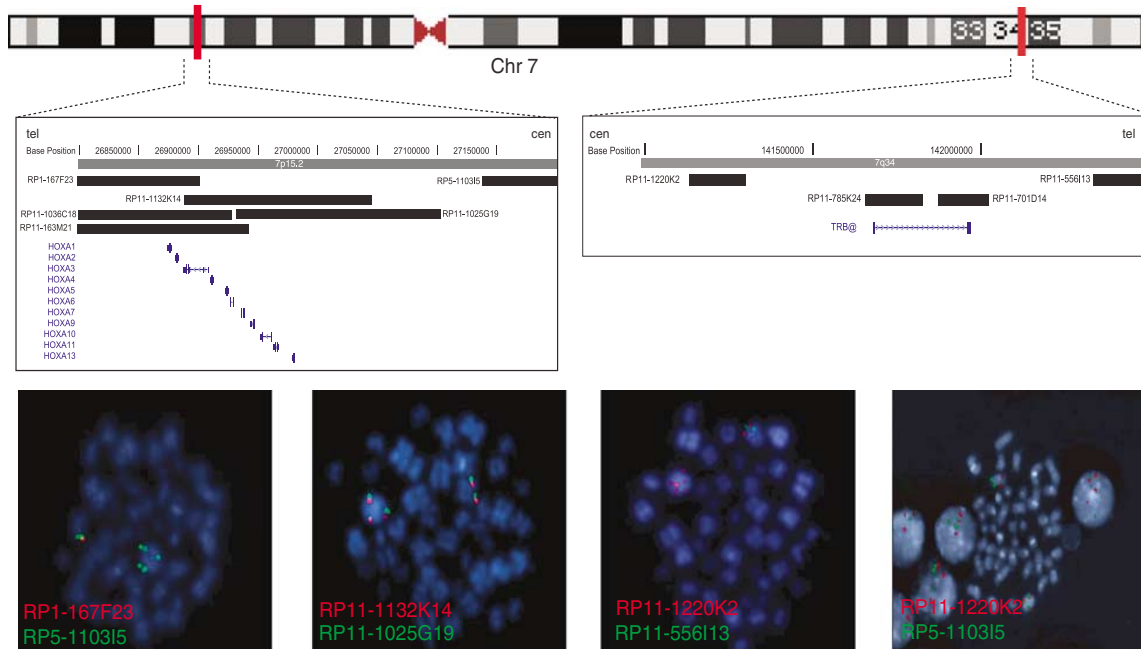 33 34 35
Chr 7
tel cen
Base Position 26850000 26900000 26950000 27000000 27050000 27100000 27150000
7p15.2
RP1-167F23 RP5-1103I5
RP11-1132K14
RP11-1036C18 RP11-1025G19
RP11-163M21
HOXA1
HOXA2
HOXA3
HOXA4
HOXA5
HOXA6
HOXA7
HOXA9
HOXA10
HOXA11
HOXA13
cen tel
Base Position 141500000 142000000
7q34
RP11-1220K2 RP11-556I13
RP11-785K24 RP11-701D14
TRB@
RP1-167F23
RP5-1103I5
RP11-1132K14
RP11-1025G19
RP11-1220K2
RP11-556I13
RP11-1220K2
RP5-1103I5